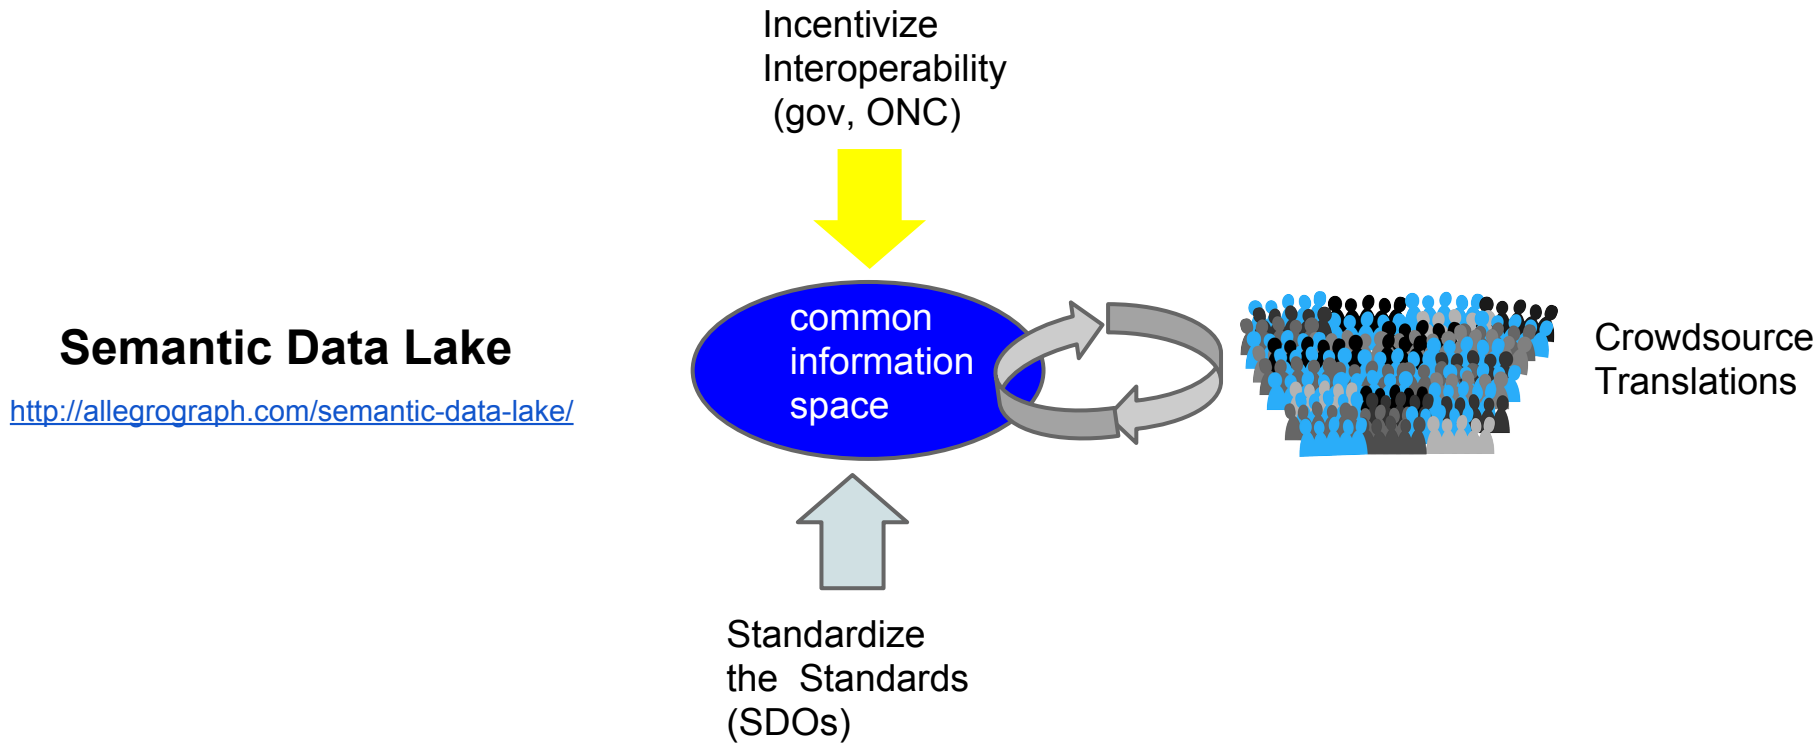 Incentivize
Interoperability
(gov, ONC)
Semantic Data Lake
http://allegrograph.com/semantic-data-lake/
common
information
space
Crowdsource
Translations
Standardize
the  Standards
(SDOs)